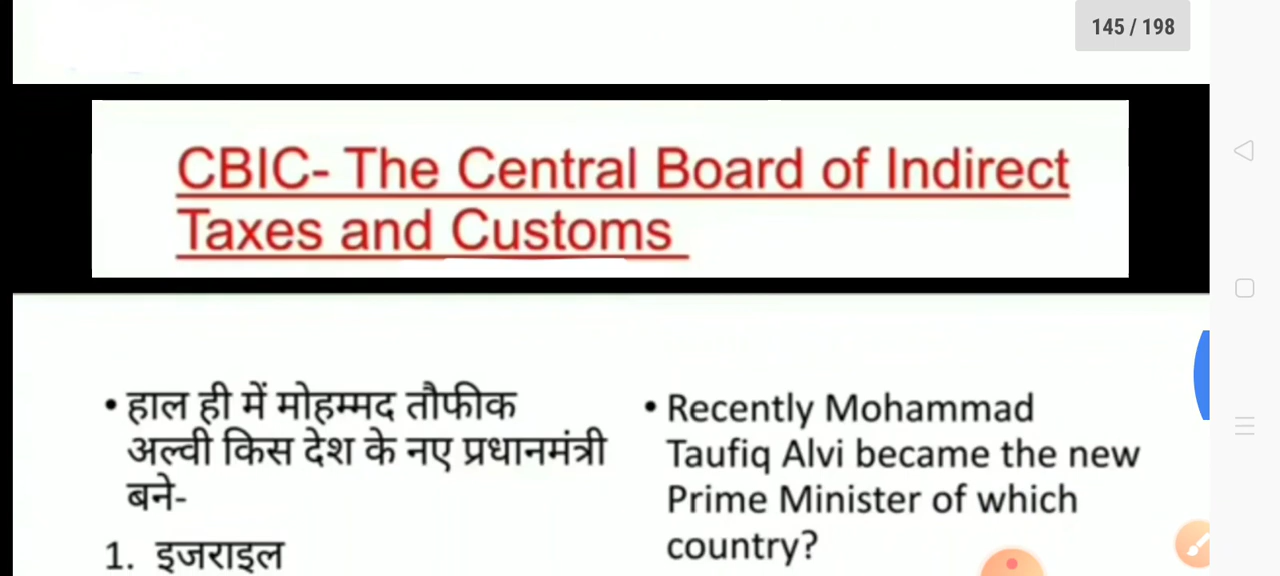 145 / 198
CBIC- The Central Board of Indirect
Taxes and Customs
• हाल ही में मोहम्मद तौफीक
अल्वी किस देश के नए प्रधानमंत्री
बने-
1. इजराइल
• Recently Mohammad
Taufiq Alvi became the new
Prime Minister of which
country?